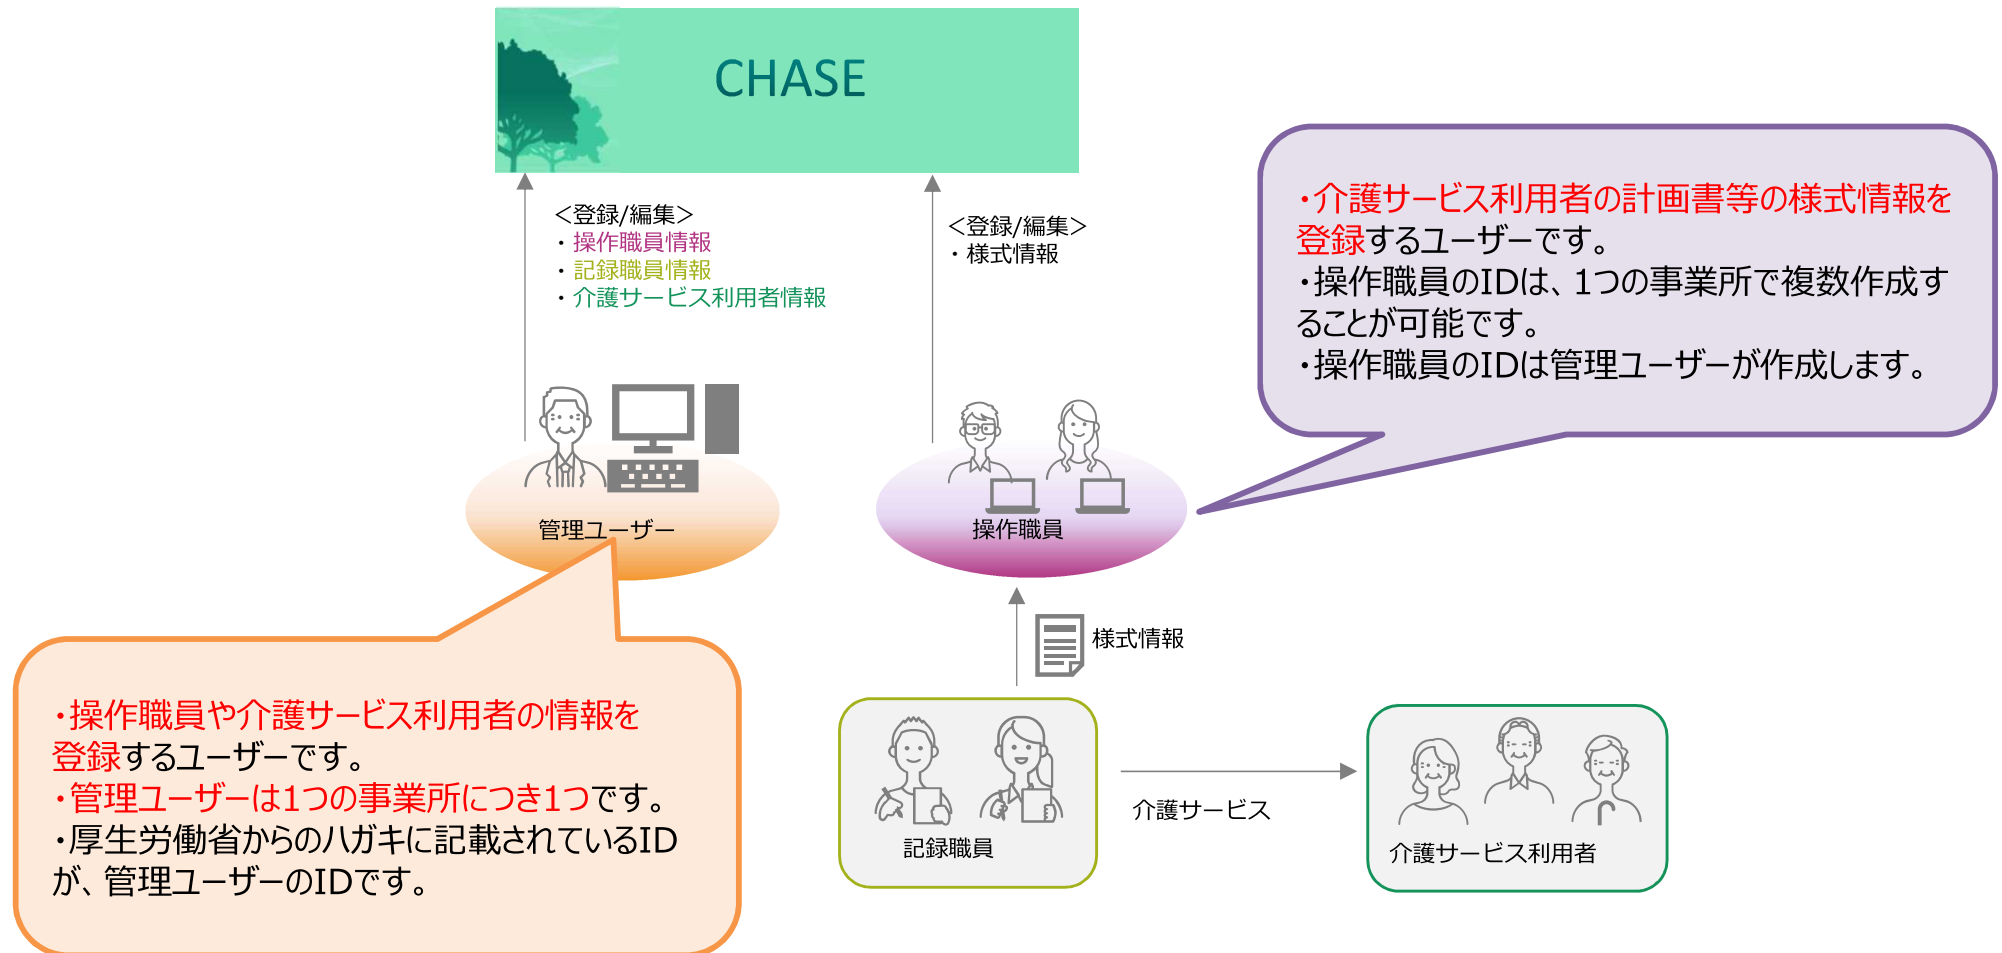 CHASE
＜登録/編集＞
・操作職員情報
・記録職員情報
・介護サービス利用者情報
＜登録/編集＞
・様式情報
・介護サービス利用者の計画書等の様式情報を
登録するユーザーです。
・操作職員のIDは、1つの事業所で複数作成す
ることが可能です。
・操作職員のIDは管理ユーザーが作成します。
管理ユーザー
操作職員
様式情報
・操作職員や介護サービス利用者の情報を
登録するユーザーです。
・管理ユーザーは1つの事業所につき1つです。
・厚生労働省からのハガキに記載されているID
が、管理ユーザーのIDです。
記録職員
介護サービス
介護サービス利用者